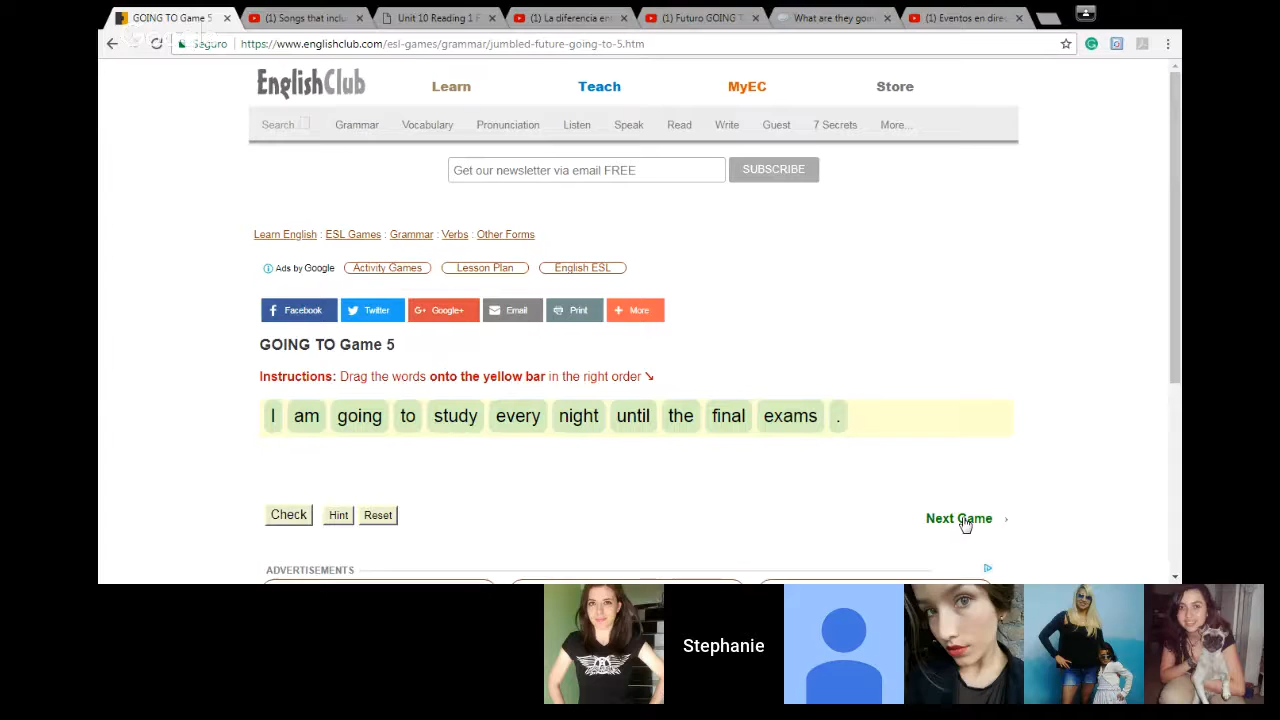 GOING TO Game 5
(1) Songs that inclu
Unit 10 Reading 1 F
(1) La diferencia en
(1) Futuro GOING T
What are they goin
(1) Eventos en direc
Seguro https://www.englishclub.com/esl-games/grammar/jumbled-future-going-to-5.htm
EnglishClub Learn Teach MyEC Store
Search Grammar Vocabulary Pronunciation Listen Speak Read Write Guest 7 Secrets More...
Get our newsletter via email FREE SUBSCRIBE
Learn English : ESL Games : Grammar : Verbs : Other Forms
Ads by Google Activity Games Lesson Plan English ESL
Facebook Twitter G+ Google+ Email Print + More
GOING TO Game 5
Instructions: Drag the words onto the yellow bar in the right order ↘
I am going to study every night until the final exams .
Check Hint Reset Next Game ›
ADVERTISEMENTS
Stephanie